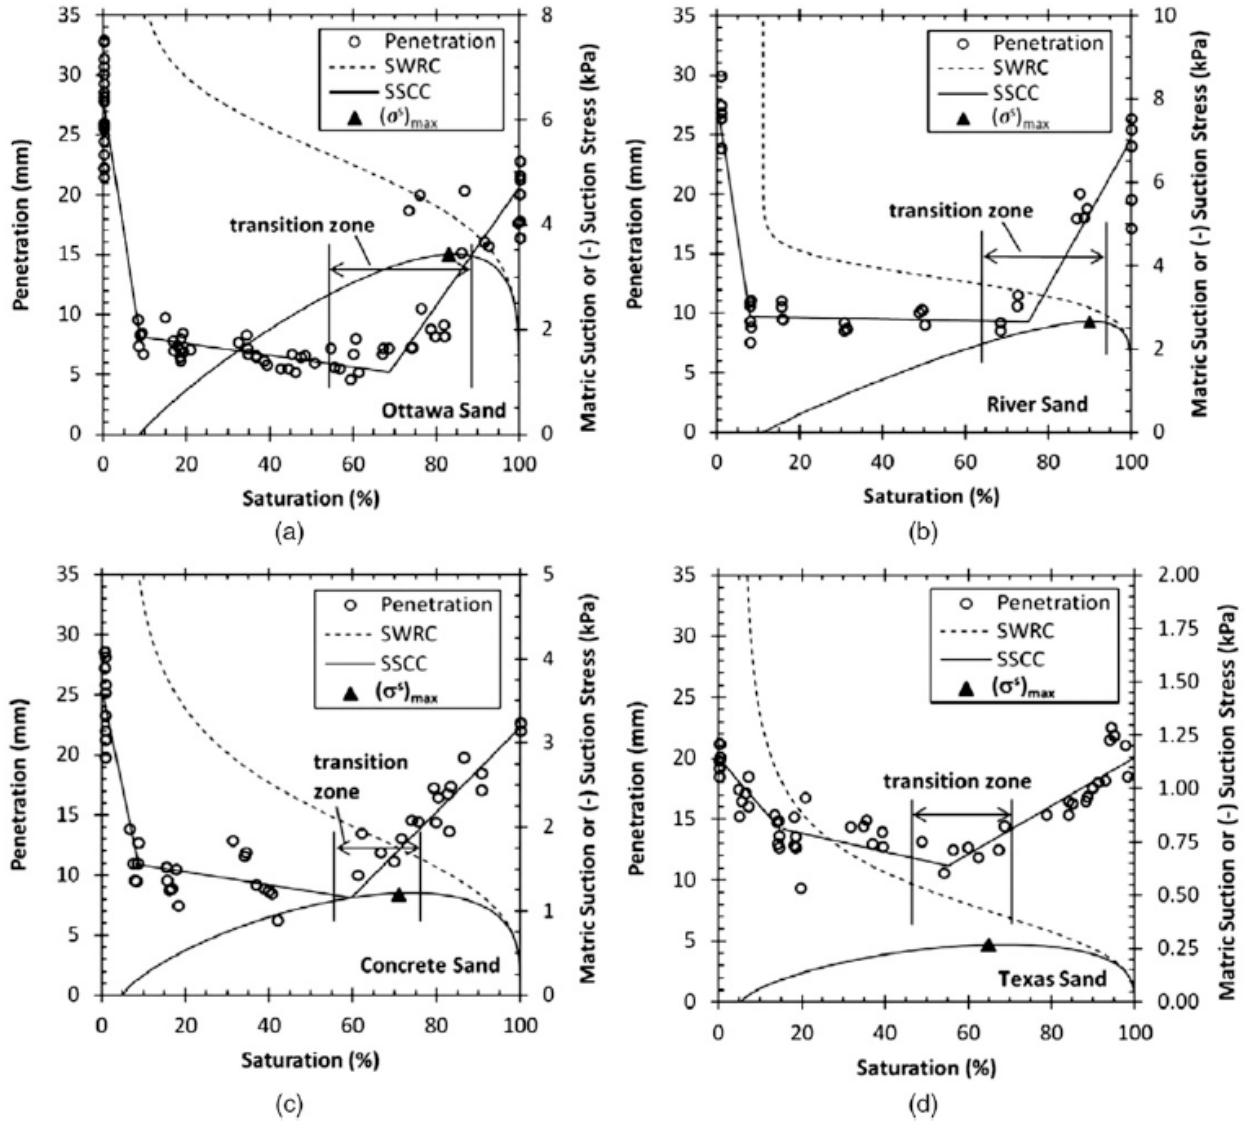 35
30
25
20
15
10
5
0
Penetration (mm)
8
6
4
2
0
Matric Suction or (-) Suction Stress (kPa)
Penetration
SWRC
SSCC
(σˢ)max
transition zone
Ottawa Sand
0 20 40 60 80 100
Saturation (%)
(a)
35
30
25
20
15
10
5
0
Penetration (mm)
10
8
6
4
2
0
Matric Suction or (-) Suction Stress (kPa)
Penetration
SWRC
SSCC
(σˢ)max
transition zone
River Sand
0 20 40 60 80 100
Saturation (%)
(b)
35
30
25
20
15
10
5
0
Penetration (mm)
5
4
3
2
1
0
Matric Suction or (-) Suction Stress (kPa)
Penetration
SWRC
SSCC
(σˢ)max
transition
zone
Concrete Sand
0 20 40 60 80 100
Saturation (%)
(c)
35
30
25
20
15
10
5
0
Penetration (mm)
2.00
1.75
1.50
1.25
1.00
0.75
0.50
0.25
0.00
Matric Suction or (-) Suction Stress (kPa)
Penetration
SWRC
SSCC
(σˢ)max
transition zone
Texas Sand
0 20 40 60 80 100
Saturation (%)
(d)